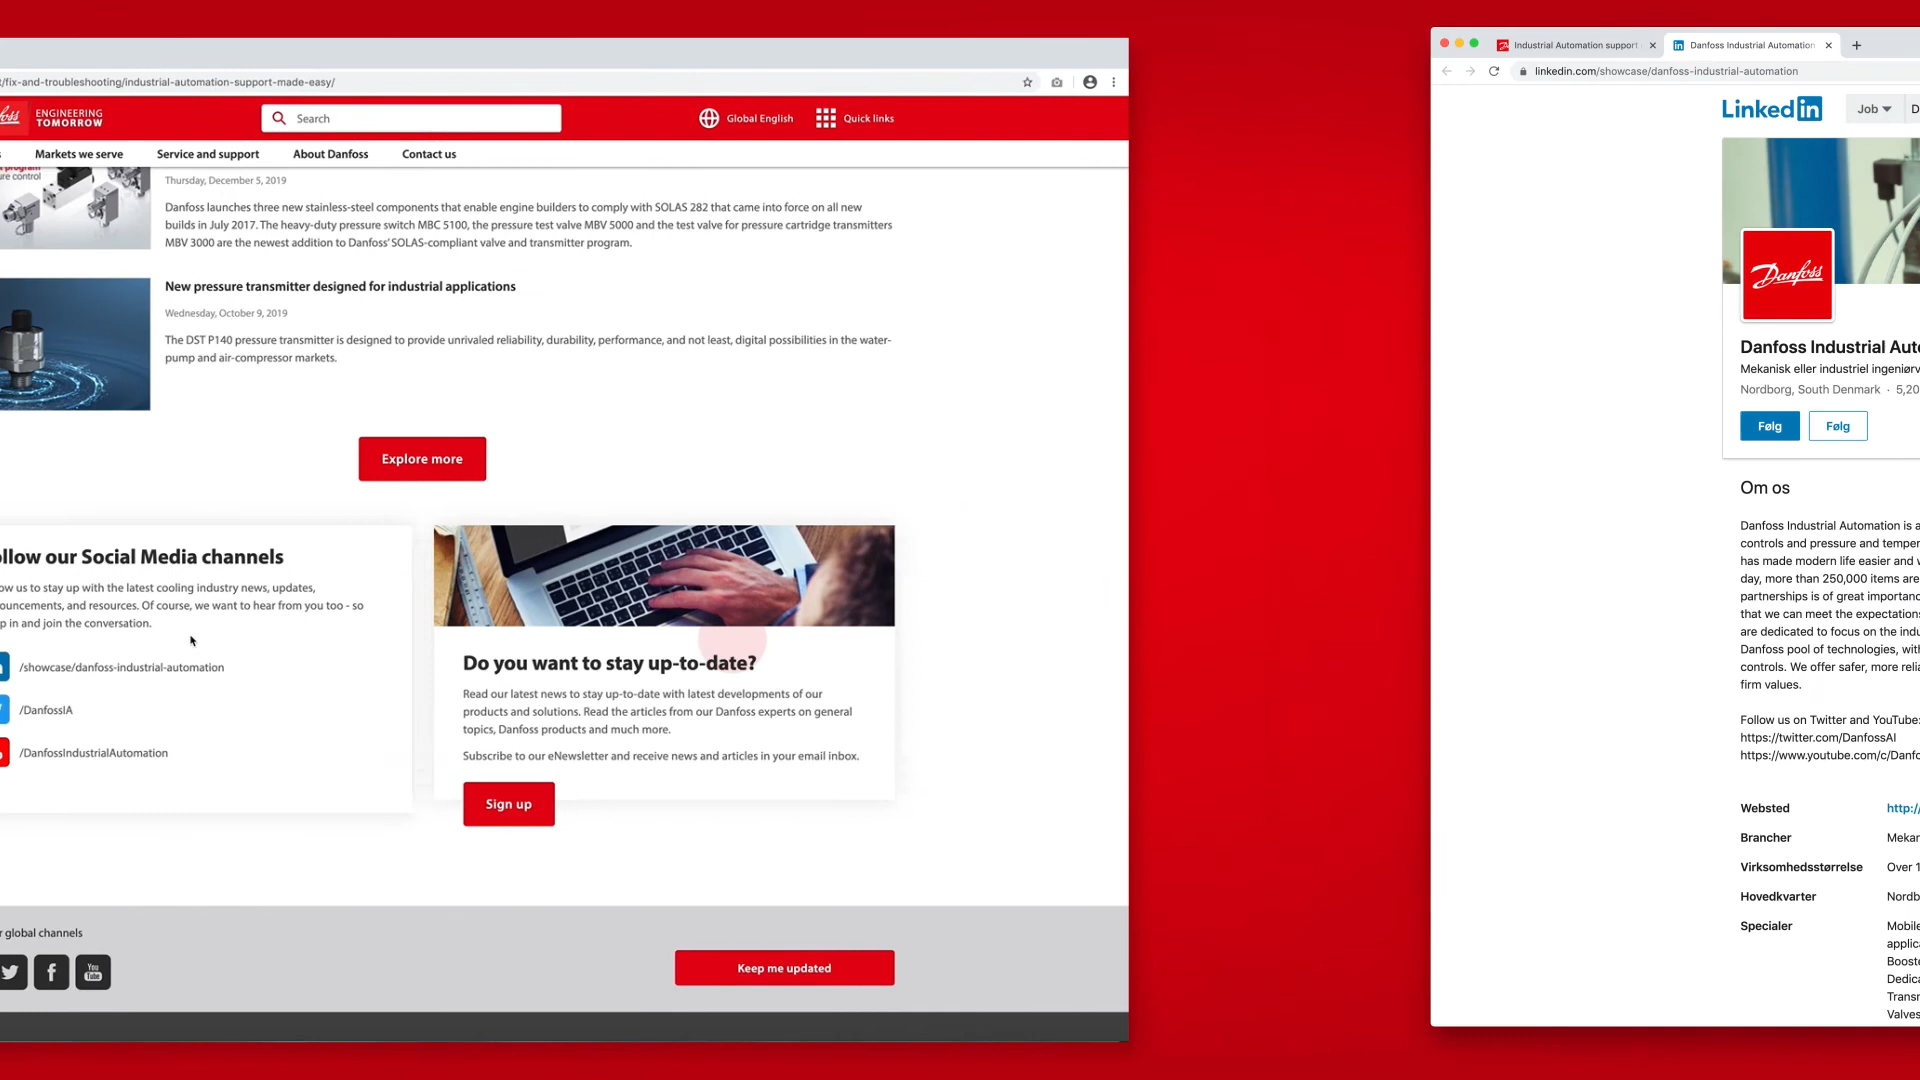 /fix-and-troubleshooting/industrial-automation-support-made-easy/
ENGINEERING
TOMORROW
Search
Global English
Quick links
Markets we serve
Service and support
About Danfoss
Contact us
program
ure control
Thursday, December 5, 2019
Danfoss launches three new stainless-steel components that enable engine builders to comply with SOLAS 282 that came into force on all new
builds in July 2017. The heavy-duty pressure switch MBC 5100, the pressure test valve MBV 5000 and the test valve for pressure cartridge transmitters
MBV 3000 are the newest addition to Danfoss' SOLAS-compliant valve and transmitter program.
New pressure transmitter designed for industrial applications
Wednesday, October 9, 2019
The DST P140 pressure transmitter is designed to provide unrivaled reliability, durability, performance, and not least, digital possibilities in the water-
pump and air-compressor markets.
Explore more
ollow our Social Media channels
ow us to stay up with the latest cooling industry news, updates,
ouncements, and resources. Of course, we want to hear from you too - so
p in and join the conversation.
/showcase/danfoss-industrial-automation
/DanfossIA
/DanfossIndustrialAutomation
Do you want to stay up-to-date?
Read our latest news to stay up-to-date with latest developments of our
products and solutions. Read the articles from our Danfoss experts on general
topics, Danfoss products and much more.
Subscribe to our eNewsletter and receive news and articles in your email inbox.
Sign up
r global channels
You
Tube
Keep me updated
Industrial Automation support
Danfoss Industrial Automation
linkedin.com/showcase/danfoss-industrial-automation
Linkedin
Job
D
Danfoss
Danfoss Industrial Aut
Mekanisk eller industriel ingeniørv
Nordborg, South Denmark · 5,20
Følg
Følg
Om os
Danfoss Industrial Automation is a
controls and pressure and temper
has made modern life easier and w
day, more than 250,000 items are
partnerships is of great importanc
that we can meet the expectations
are dedicated to focus on the indu
Danfoss pool of technologies, with
controls. We offer safer, more relia
firm values.
Follow us on Twitter and YouTube:
https://twitter.com/DanfossAI
https://www.youtube.com/c/Danfo
Websted
http://
Brancher
Mekan
Virksomhedsstørrelse
Over 1
Hovedkvarter
Nordb
Specialer
Mobile
applica
Booste
Dedica
Transm
Valves